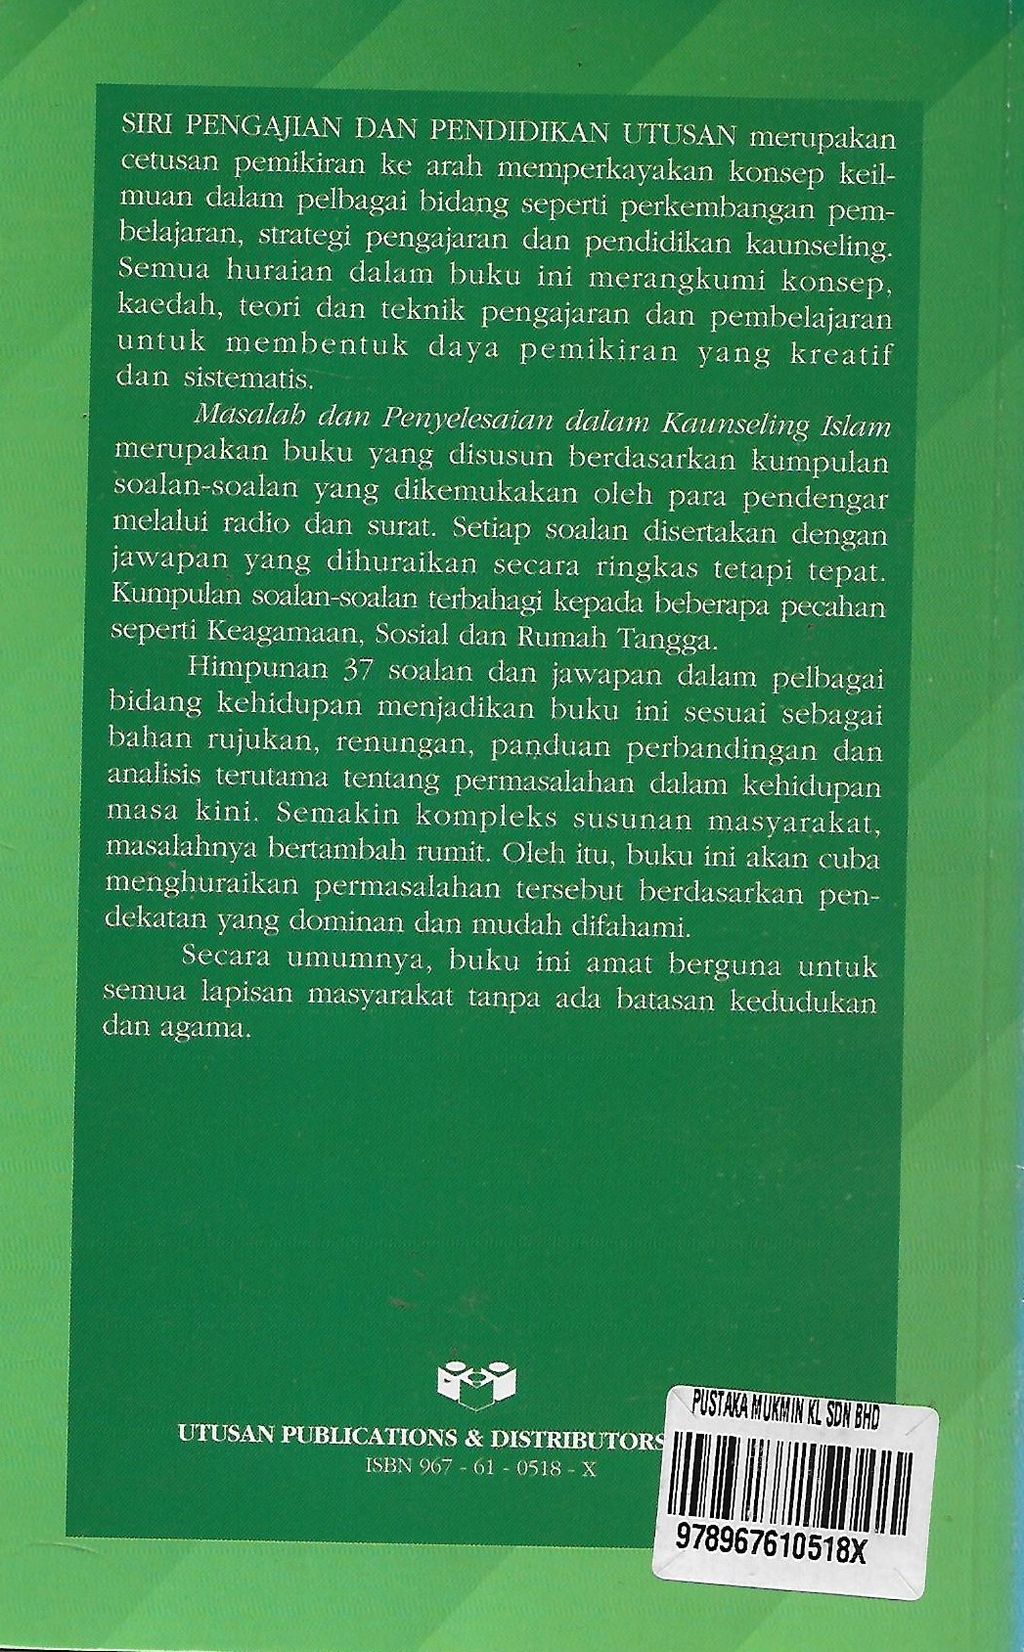 SIRI PENGAJIAN DAN PENDIDIKAN UTUSAN merupakan
cetusan pemikiran ke arah memperkayakan konsep keil-
muan dalam pelbagai bidang seperti perkembangan pem-
belajaran, strategi pengajaran dan pendidikan kaunseling.
Semua huraian dalam buku ini merangkumi konsep,
kaedah, teori dan teknik pengajaran dan pembelajaran
untuk membentuk daya pemikiran yang kreatif
dan sistematis.
Masalah dan Penyelesaian dalam Kaunseling Islam
merupakan buku yang disusun berdasarkan kumpulan
soalan-soalan yang dikemukakan oleh para pendengar
melalui radio dan surat. Setiap soalan disertakan dengan
jawapan yang dihuraikan secara ringkas tetapi tepat.
Kumpulan soalan-soalan terbahagi kepada beberapa pecahan
seperti Keagamaan, Sosial dan Rumah Tangga.
Himpunan 37 soalan dan jawapan dalam pelbagai
bidang kehidupan menjadikan buku ini sesuai sebagai
bahan rujukan, renungan, panduan perbandingan dan
analisis terutama tentang permasalahan dalam kehidupan
masa kini. Semakin kompleks susunan masyarakat,
masalahnya bertambah rumit. Oleh itu, buku ini akan cuba
menghuraikan permasalahan tersebut berdasarkan pen-
dekatan yang dominan dan mudah difahami.
Secara umumnya, buku ini amat berguna untuk
semua lapisan masyarakat tanpa ada batasan kedudukan
dan agama.
UTUSAN PUBLICATIONS & DISTRIBUTORS
ISBN 967 - 61 - 0518 - X
PUSTAKA MUKMIN KL SDN BHD
978967610518X